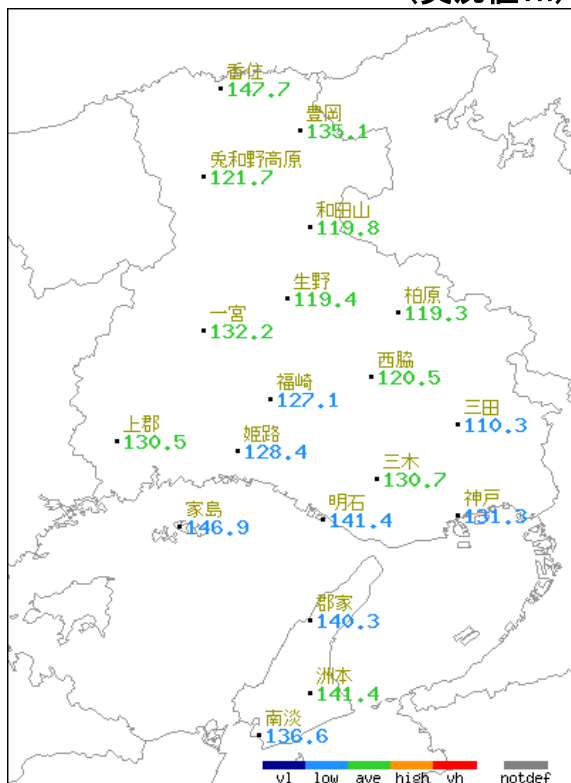 香住
147.7
豊岡
135.1
兎和野高原
121.7
和田山
119.8
生野
119.4
柏原
119.3
一宮
132.2
西脇
120.5
福崎
127.1
三田
110.3
上郡
130.5
姫路
128.4
三木
130.7
家島
146.9
明石
141.4
神戸
131.3
郡家
140.3
洲本
141.4
南淡
136.6
vl low ave high vh notdef